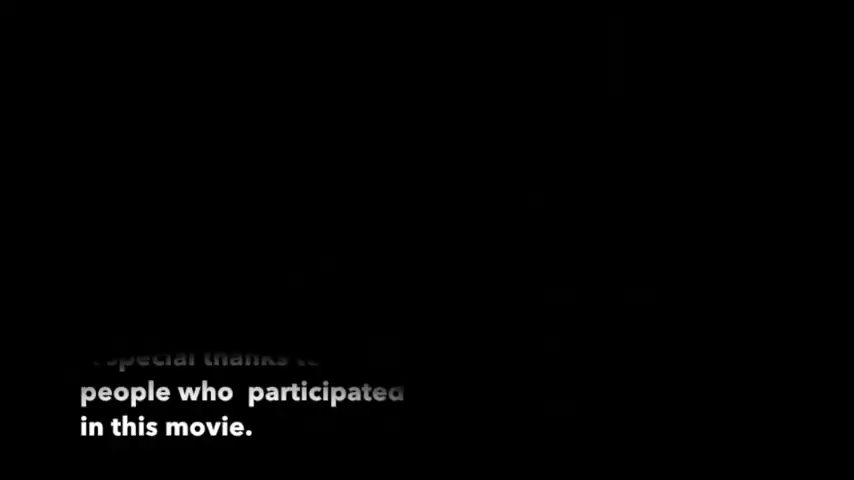 special thanks
people who participated
in this movie.